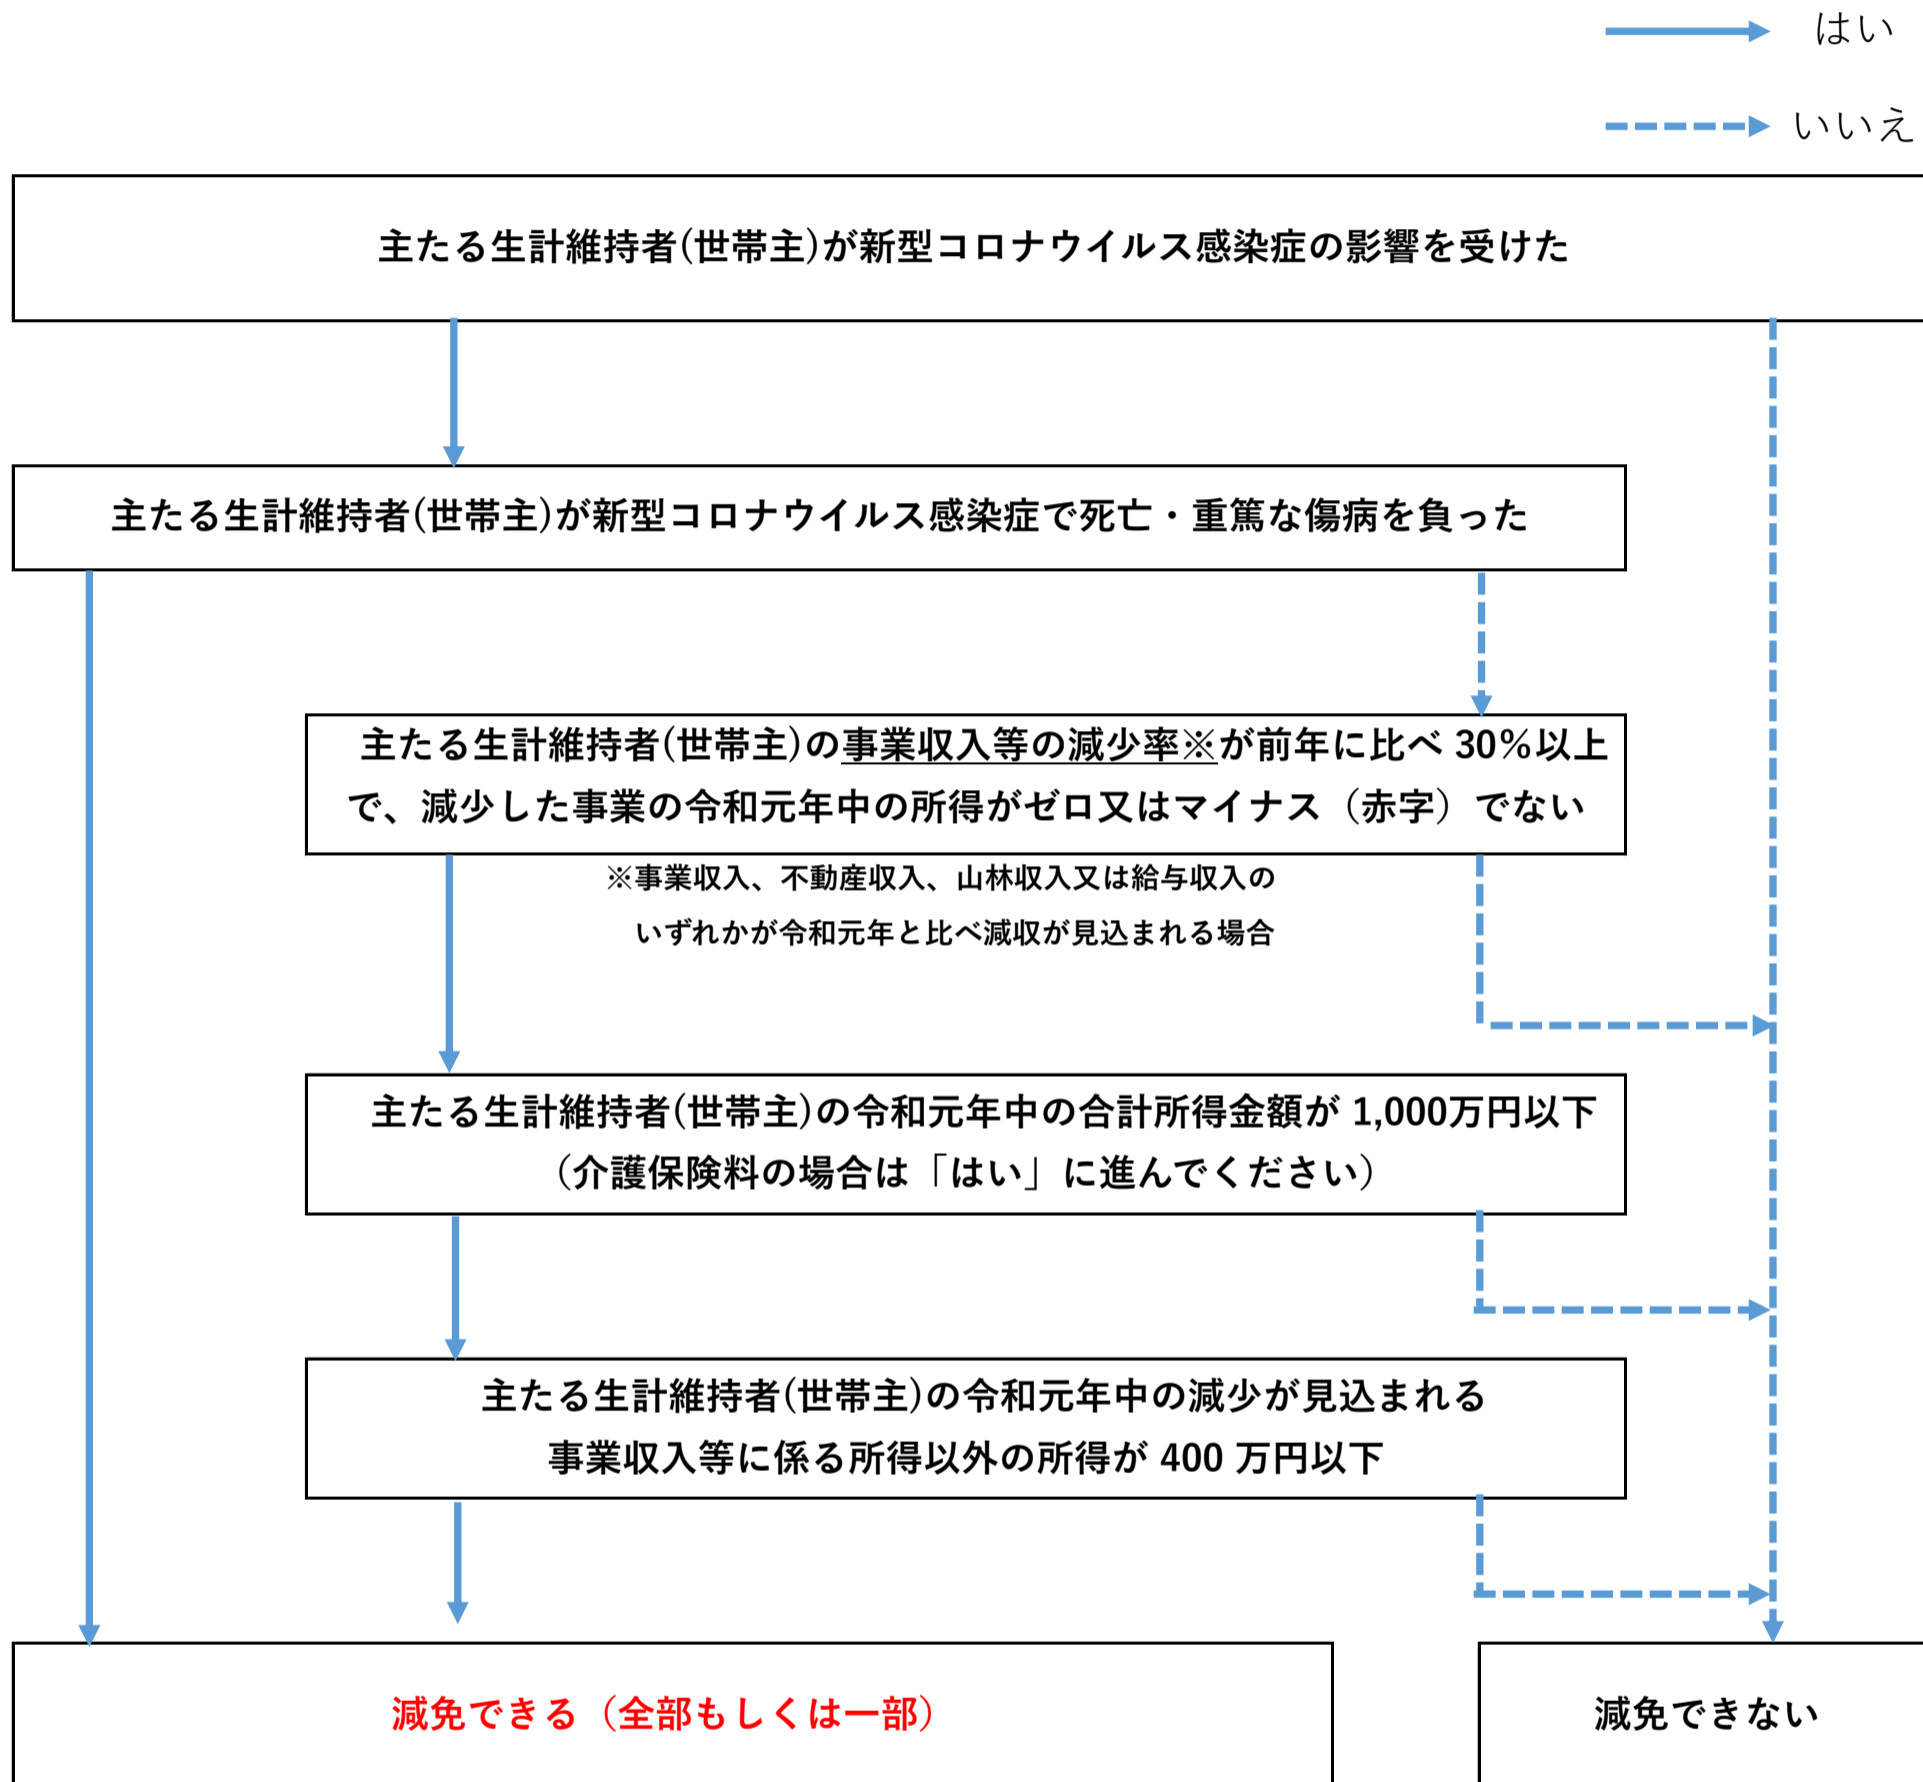 はい
いいえ
主たる生計維持者(世帯主)が新型コロナウイルス感染症の影響を受けた
主たる生計維持者(世帯主)が新型コロナウイルス感染症で死亡・重篤な傷病を負った
主たる生計維持者(世帯主)の事業収入等の減少率※が前年に比べ 30%以上
で、減少した事業の令和元年中の所得がゼロ又はマイナス（赤字）でない
※事業収入、不動産収入、山林収入又は給与収入の
いずれかが令和元年と比べ減収が見込まれる場合
主たる生計維持者(世帯主)の令和元年中の合計所得金額が 1,000万円以下
（介護保険料の場合は「はい」に進んでください）
主たる生計維持者(世帯主)の令和元年中の減少が見込まれる
事業収入等に係る所得以外の所得が 400 万円以下
減免できる（全部もしくは一部）
減免できない